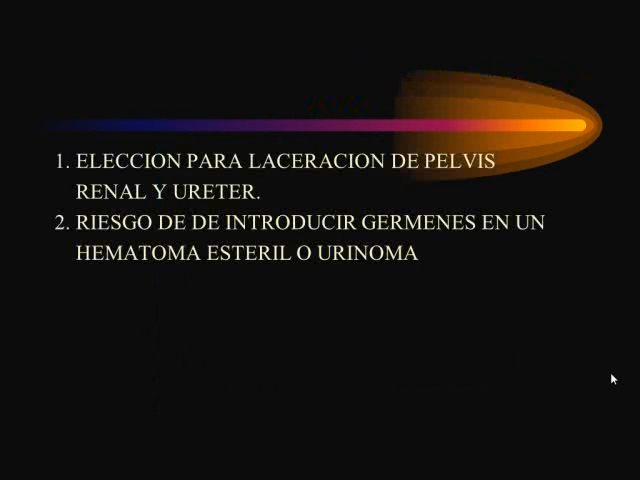 1. ELECCION PARA LACERACION DE PELVIS
RENAL Y URETER.
2. RIESGO DE DE INTRODUCIR GERMENES EN UN
HEMATOMA ESTERIL O URINOMA